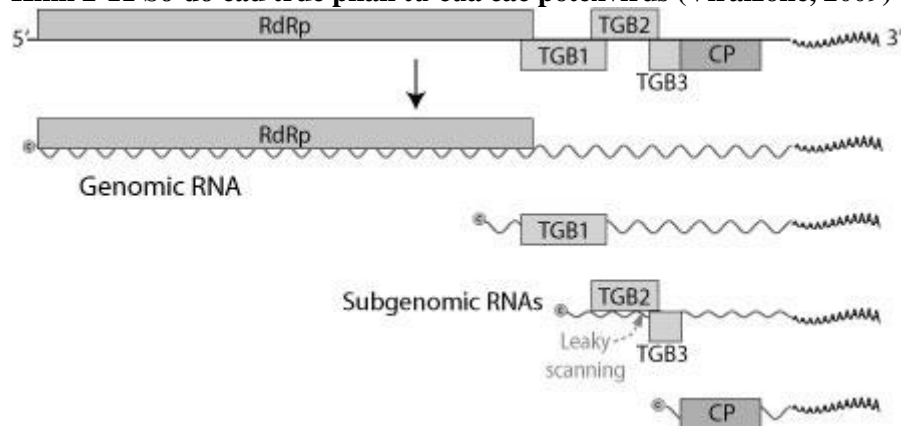 RdRp
TGB2
5′
3′
TGB1
CP
TGB3
RdRp
Genomic RNA
TGB1
Subgenomic RNAs
TGB2
Leaky
scanning
TGB3
CP